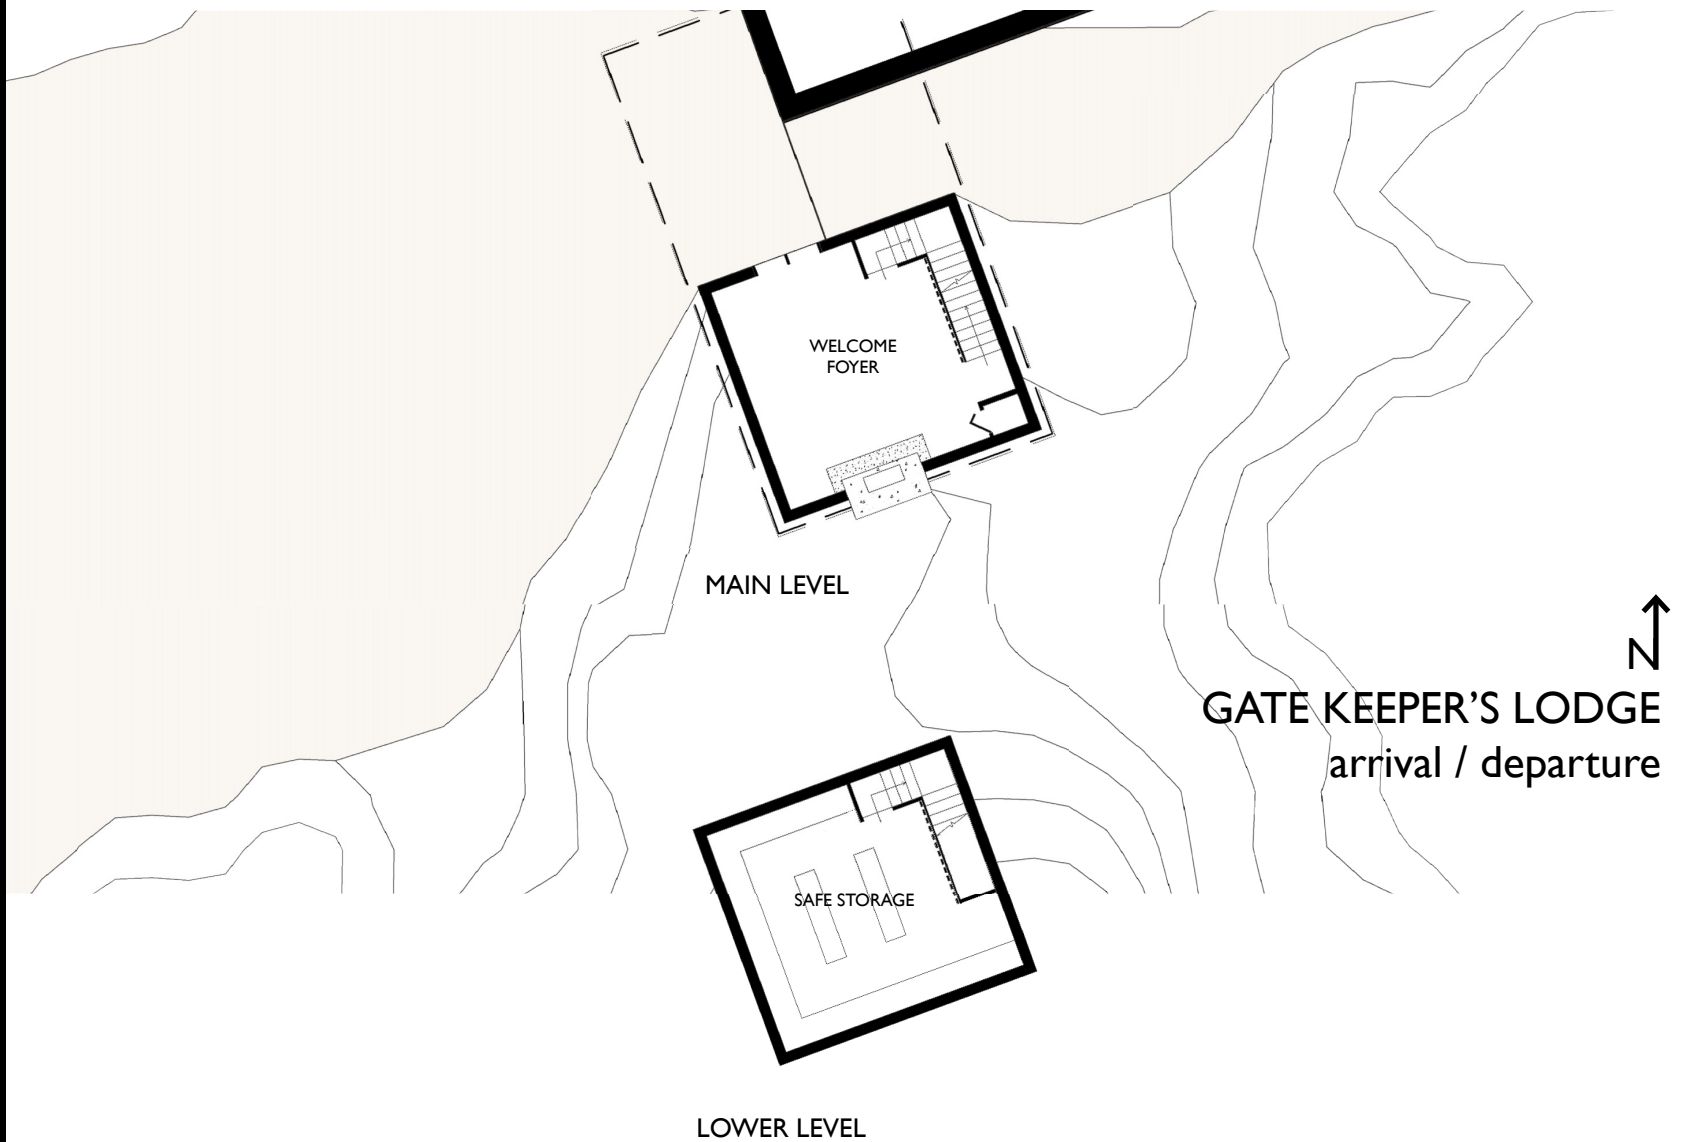 WELCOME
FOYER
MAIN LEVEL
N
GATE KEEPER’S LODGE
arrival / departure
SAFE STORAGE
LOWER LEVEL